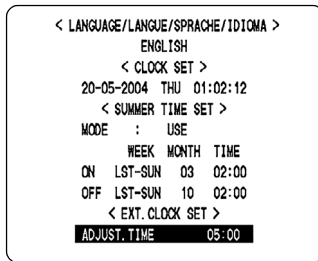 < LANGUAGE/LANGUE/SPRACHE/IDIOMA >
ENGLISH
< CLOCK SET >
20-05-2004 THU 01:02:12
< SUMMER TIME SET >
MODE : USE
WEEK MONTH TIME
ON LST-SUN 03 02:00
OFF LST-SUN 10 02:00
< EXT.CLOCK SET >
ADJUST.TIME 05:00